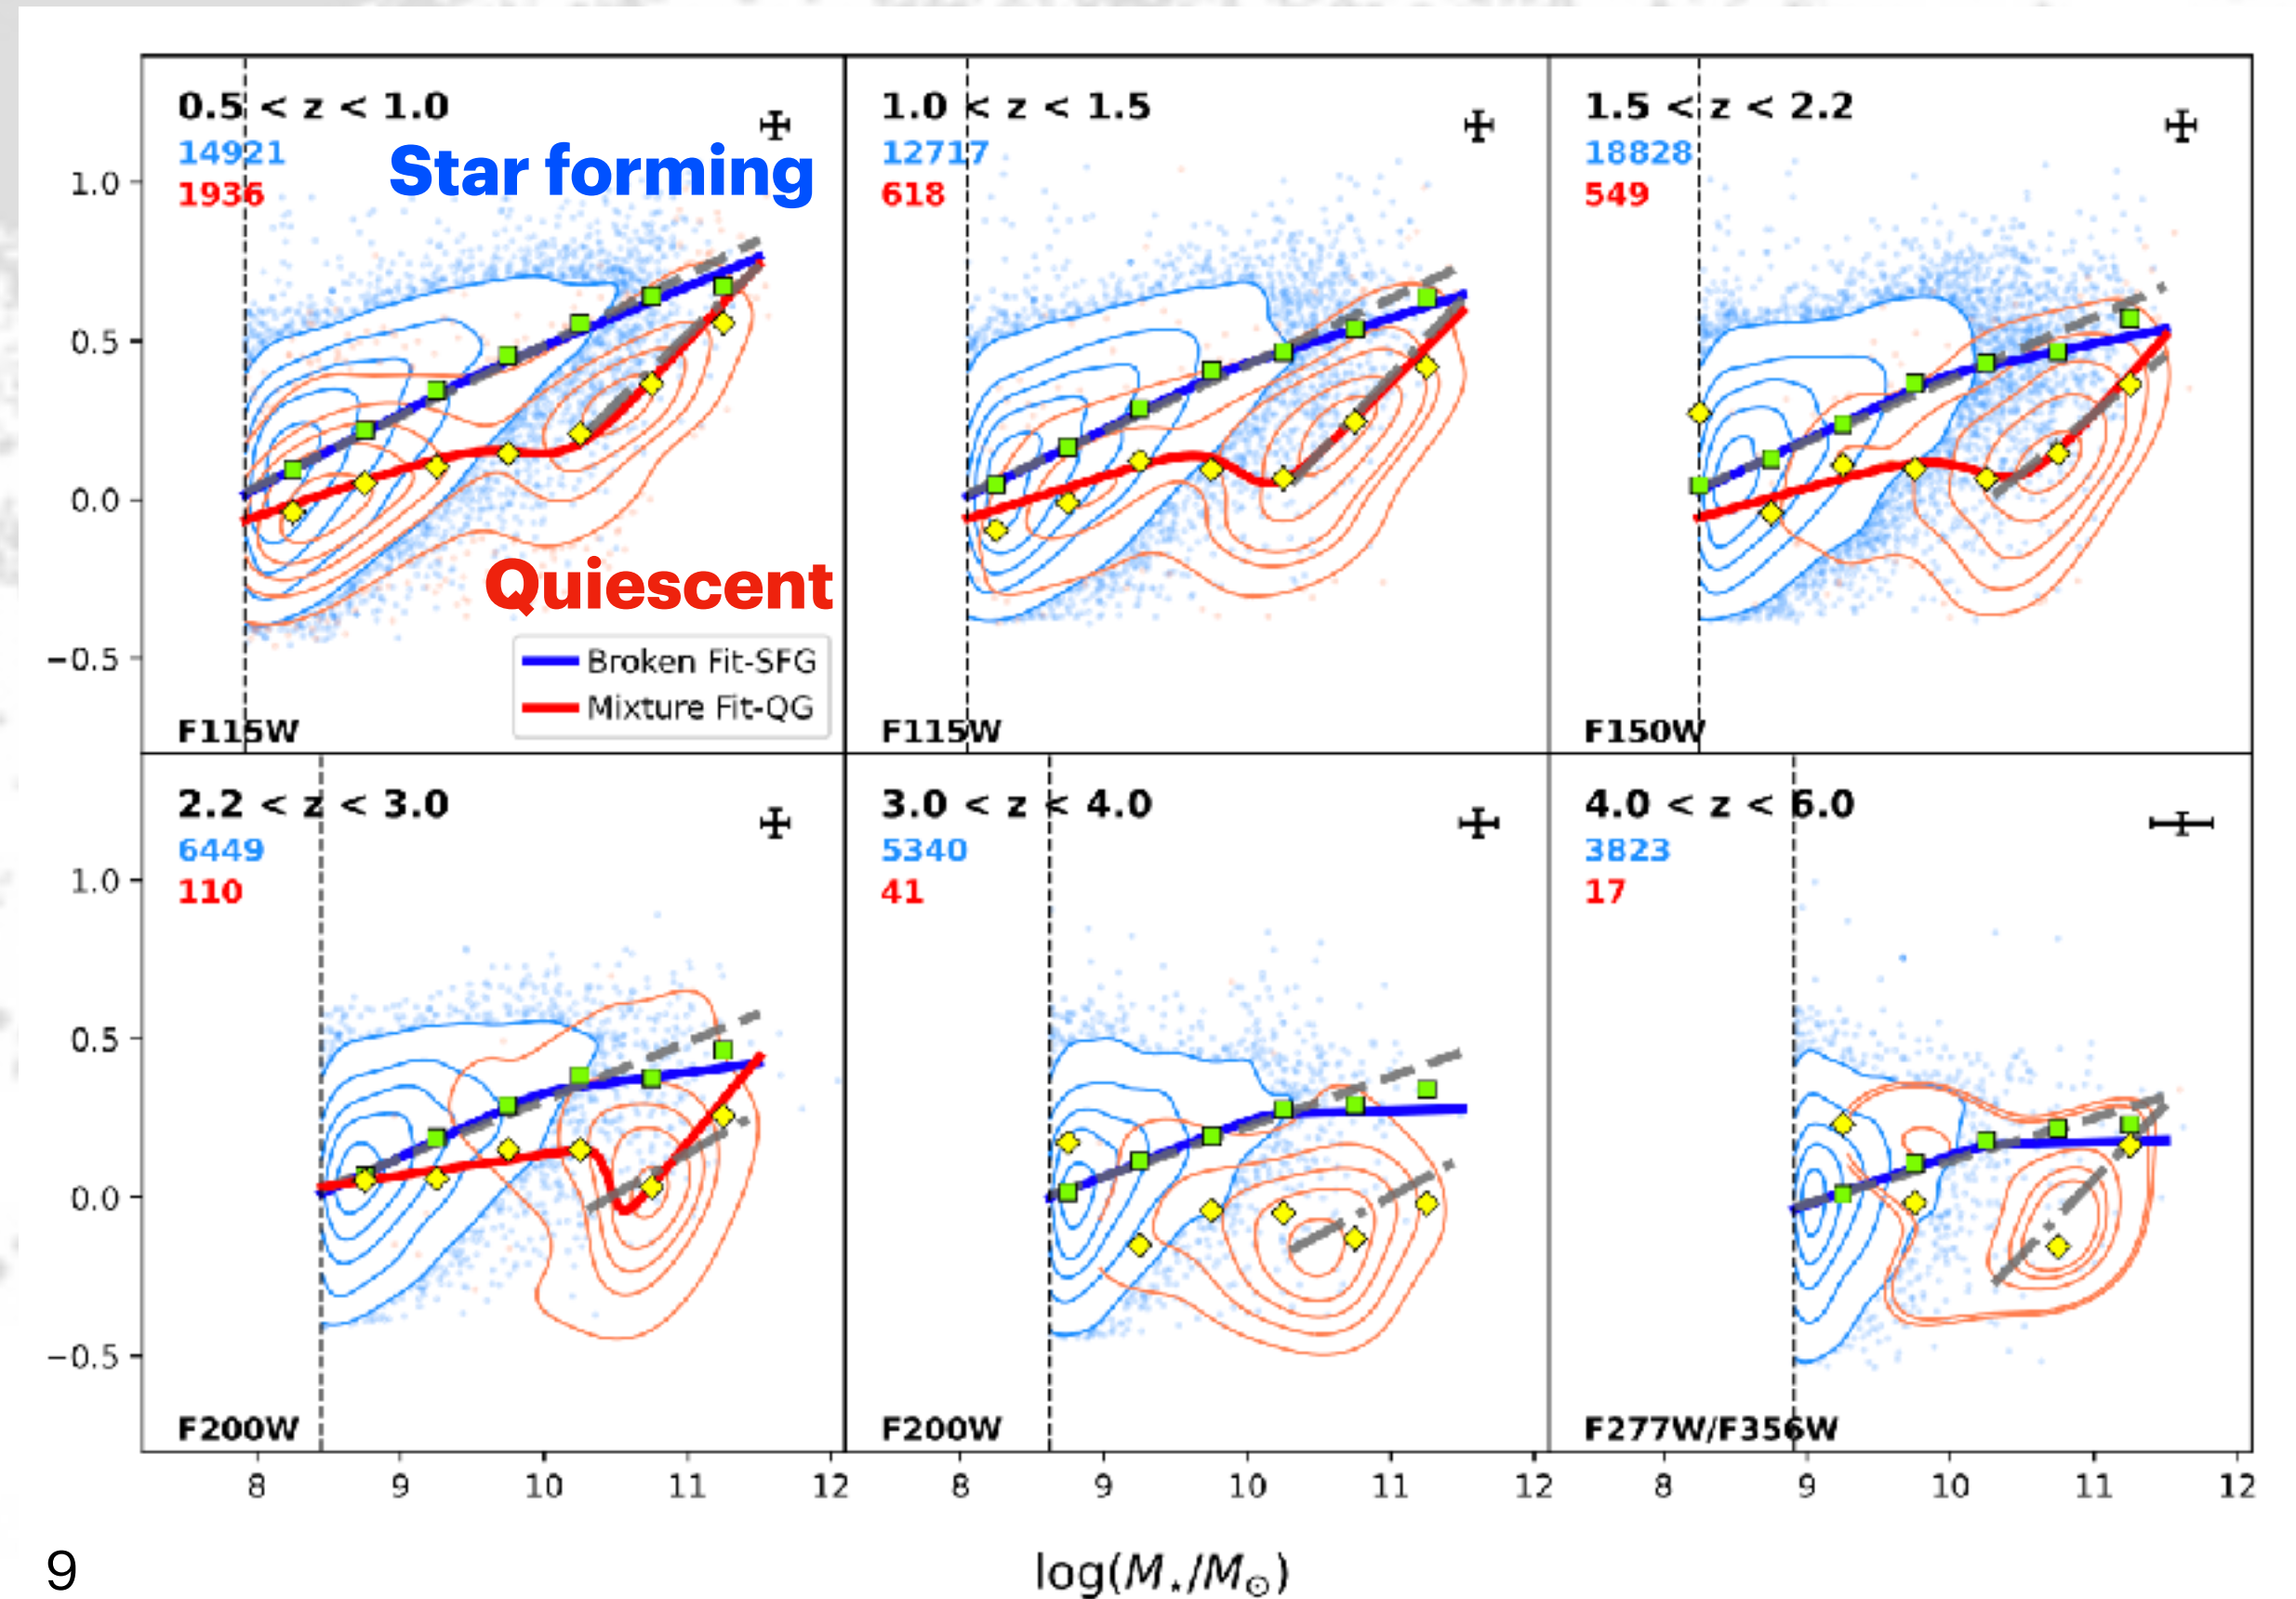 0.5 < z < 1.0
14921
1936
Star forming
Quiescent
Broken Fit-SFG
Mixture Fit-QG
F115W
1.0 < z < 1.5
12717
618
F115W
1.5 < z < 2.2
18828
549
F150W
1.0
0.5
0.0
−0.5
2.2 < z < 3.0
6449
110
F200W
3.0 < z < 4.0
5340
41
F200W
4.0 < z < 6.0
3823
17
F277W/F356W
1.0
0.5
0.0
−0.5
8 9 10 11 12
8 9 10 11 12
8 9 10 11 12
log(M⋆/M⊙)
9